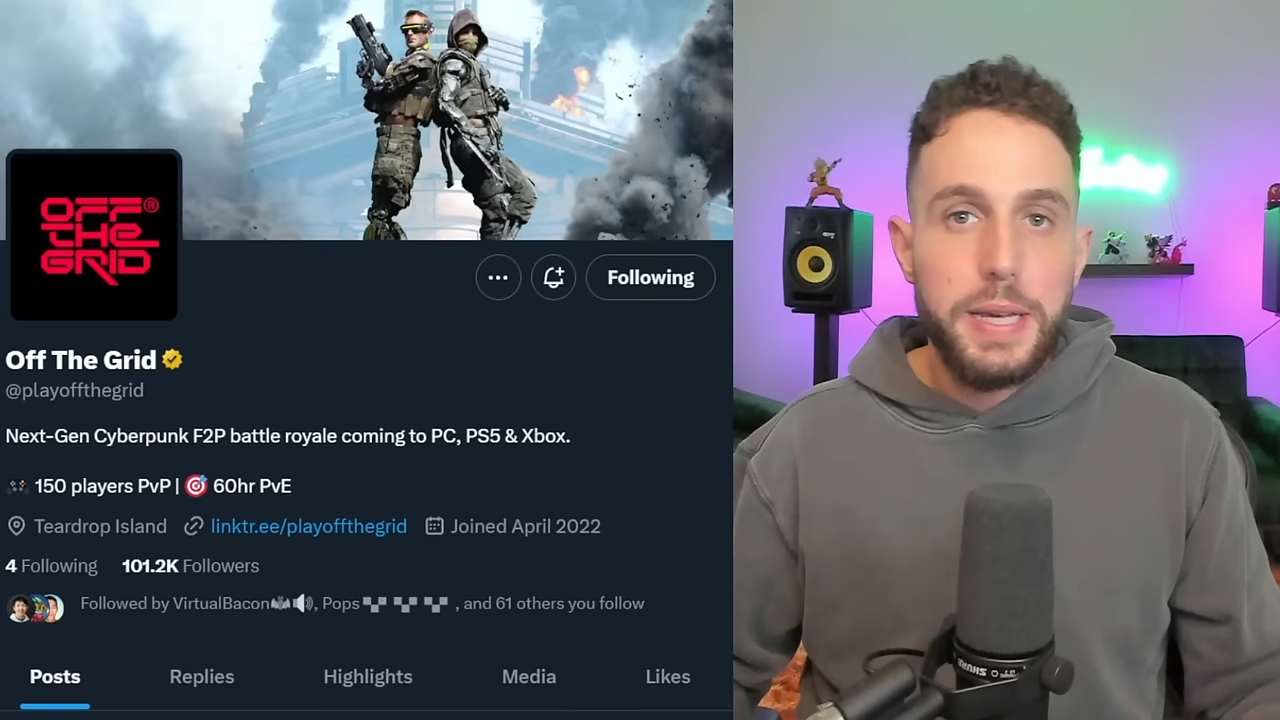 OFF®
THE
GRID
Following
Off The Grid
@playoffthegrid
Next-Gen Cyberpunk F2P battle royale coming to PC, PS5 & Xbox.
150 players PvP | 60hr PvE
Teardrop Island linktr.ee/playoffthegrid Joined April 2022
4 Following 101.2K Followers
Followed by VirtualBacon, Pops, and 61 others you follow
Posts Replies Highlights Media Likes
SHURE